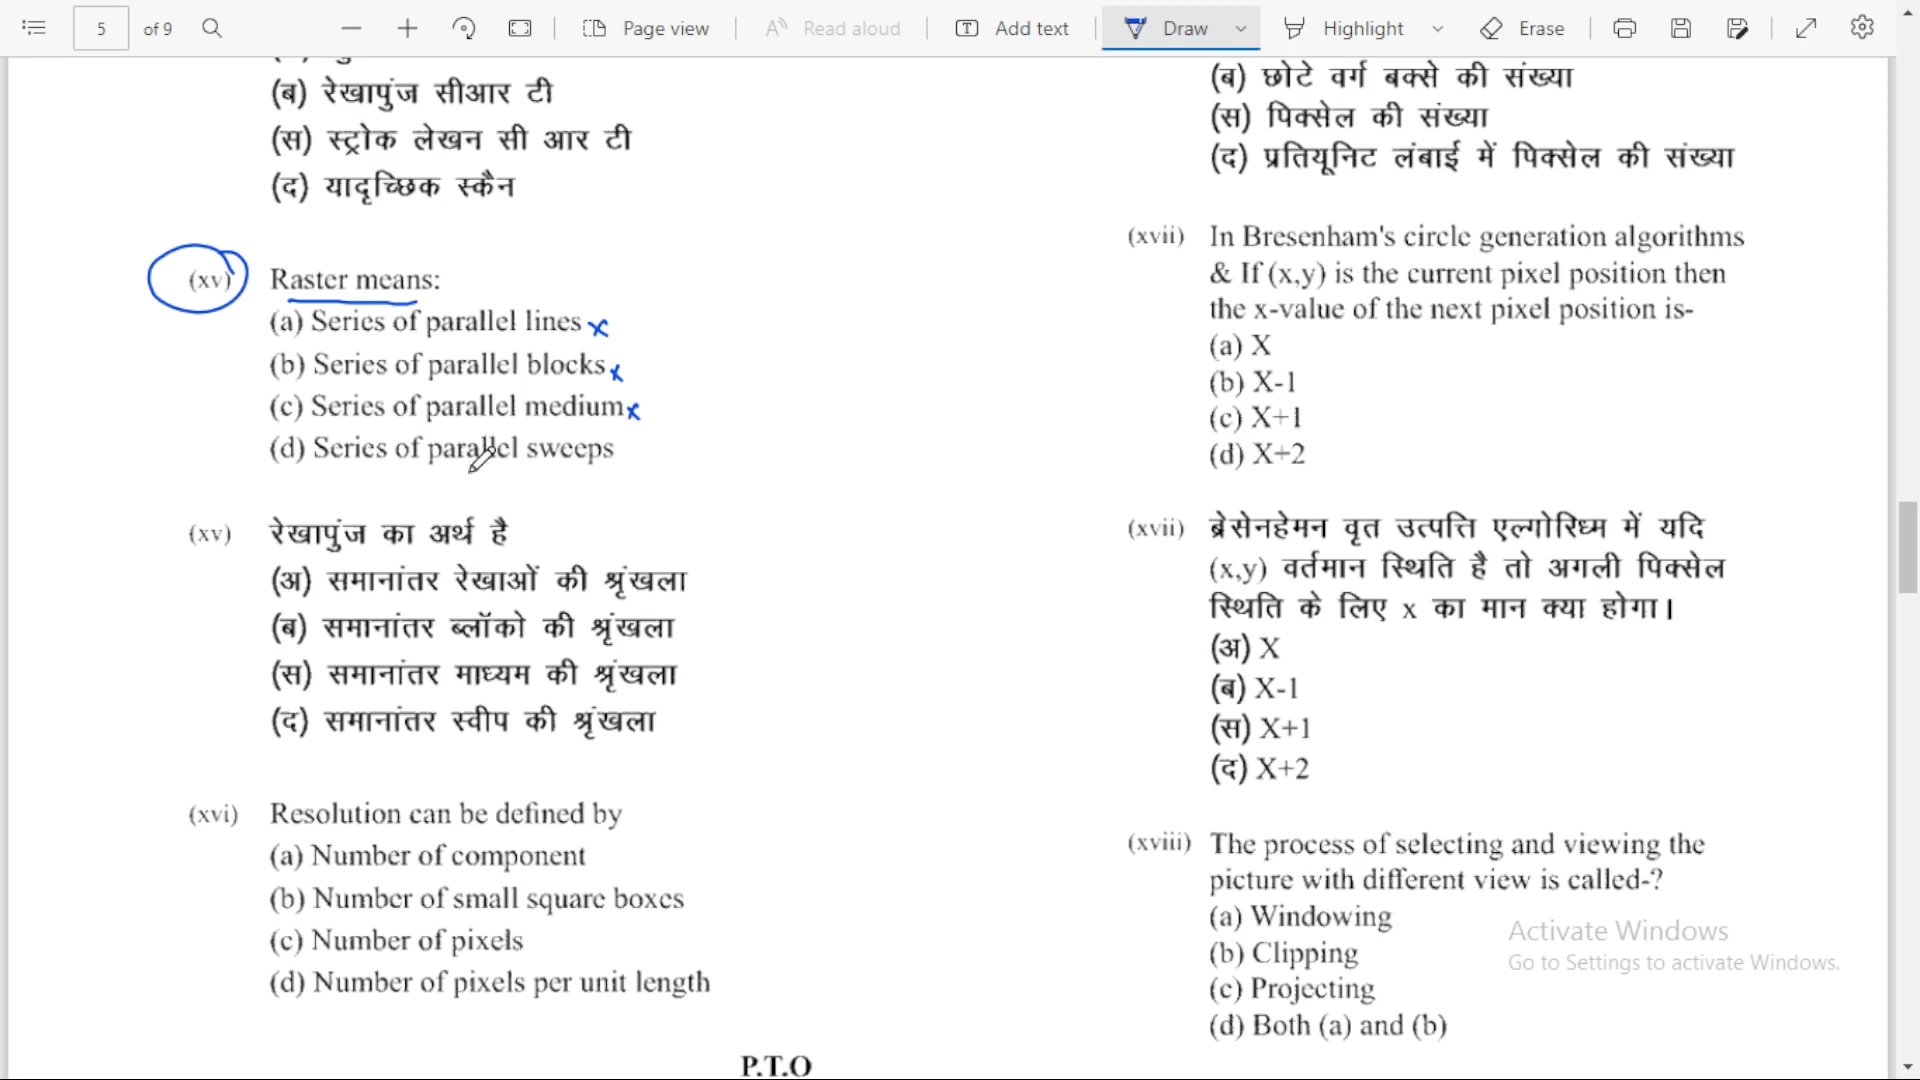 5
of 9
Page view
Read aloud
Add text
Draw
Highlight
Erase
(ब) रेखापुंज सीआर टी
(स) स्ट्रोक लेखन सी आर टी
(द) यादृच्छिक स्कैन
(xv) Raster means:
(a) Series of parallel lines x
(b) Series of parallel blocks x
(c) Series of parallel medium x
(d) Series of parallel sweeps
(xv) रेखापुंज का अर्थ है
(अ) समानांतर रेखाओं की श्रृंखला
(ब) समानांतर ब्लॉको की श्रृंखला
(स) समानांतर माध्यम की श्रृंखला
(द) समानांतर स्वीप की श्रृंखला
(xvi) Resolution can be defined by
(a) Number of component
(b) Number of small square boxes
(c) Number of pixels
(d) Number of pixels per unit length
(ब) छोटे वर्ग बक्से की संख्या
(स) पिक्सेल की संख्या
(द) प्रतियूनिट लंबाई में पिक्सेल की संख्या
(xvii) In Bresenham's circle generation algorithms
& If (x,y) is the current pixel position then
the x-value of the next pixel position is-
(a) X
(b) X-1
(c) X+1
(d) X+2
(xvii) ब्रेसेनहेमन वृत उत्पत्ति एल्गोरिध्म में यदि
(x,y) वर्तमान स्थिति है तो अगली पिक्सेल
स्थिति के लिए x का मान क्या होगा।
(अ) X
(ब) X-1
(स) X+1
(द) X+2
(xviii) The process of selecting and viewing the
picture with different view is called-?
(a) Windowing
(b) Clipping
(c) Projecting
(d) Both (a) and (b)
P.T.O
Activate Windows
Go to Settings to activate Windows.